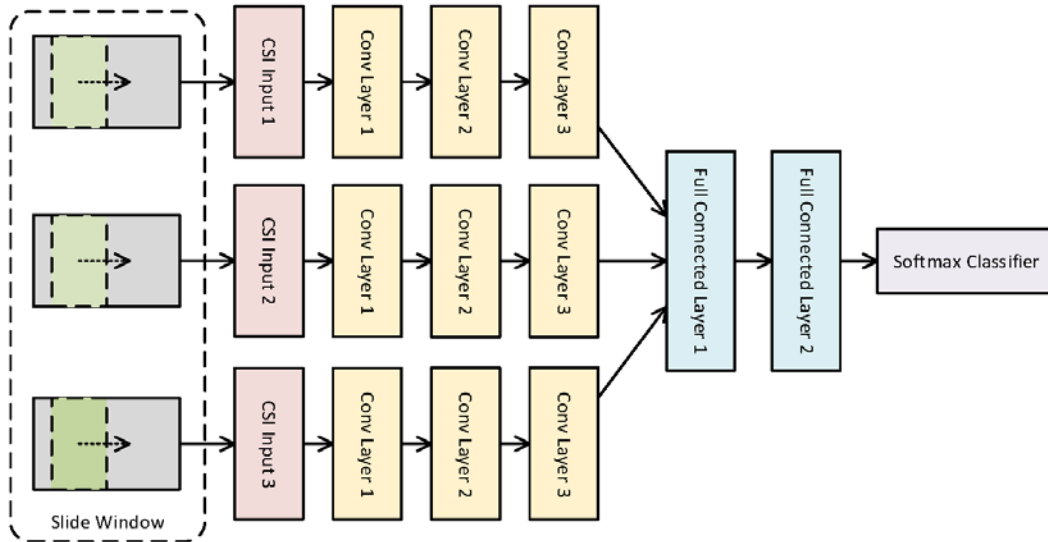 CSI Input 1
Conv Layer 1
Conv Layer 2
Conv Layer 3
CSI Input 2
Conv Layer 1
Conv Layer 2
Conv Layer 3
CSI Input 3
Conv Layer 1
Conv Layer 2
Conv Layer 3
Full Connected Layer 1
Full Connected Layer 2
Softmax Classifier
Slide Window